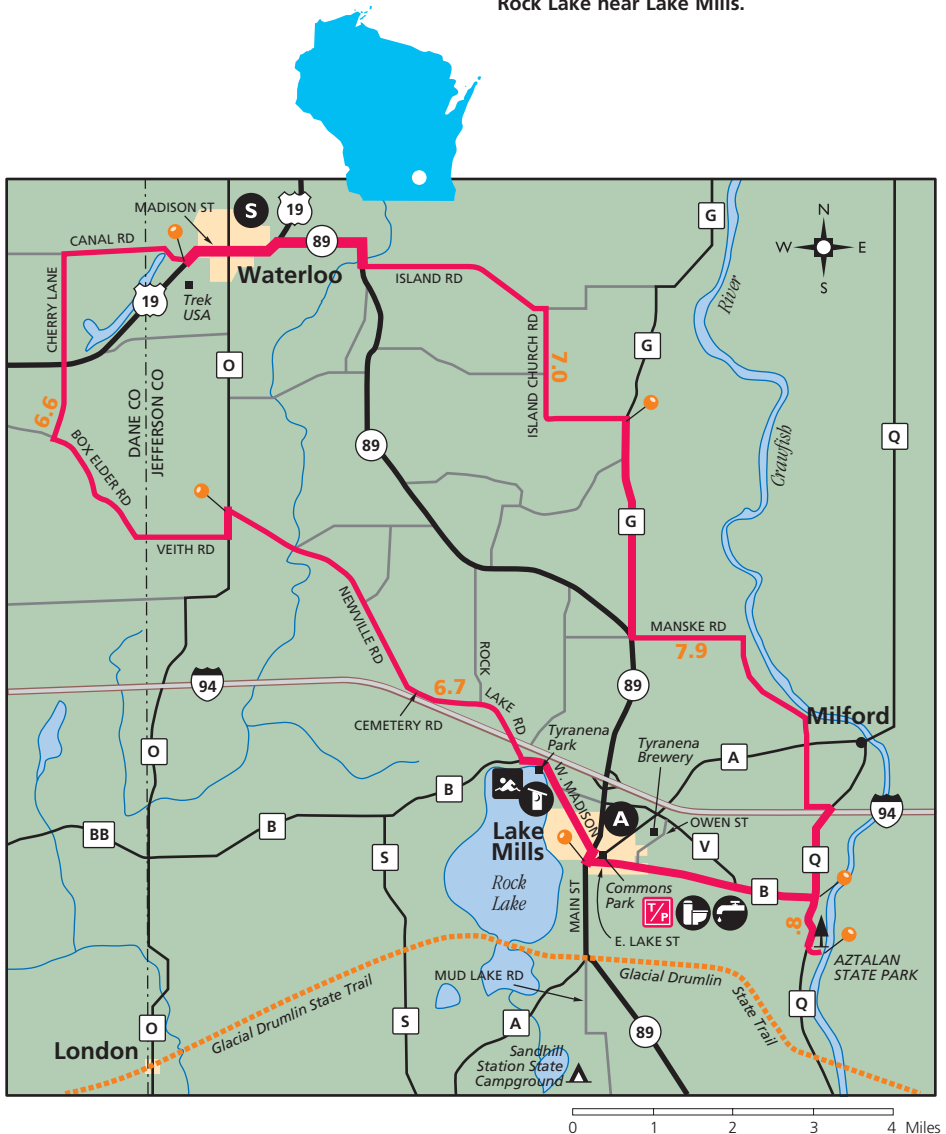 Rock Lake near Lake Mills.
MADISON ST
S
19
G
N
W
E
S
CANAL RD
89
Waterloo
ISLAND RD
River
CHERRY LANE
19
Trek
USA
ISLAND CHURCH RD
7.0
G
O
6.6
DANE CO
JEFFERSON CO
BOX ELDER RD
89
Q
Crawfish
VEITH RD
G
NEWVILLE RD
ROCK
LAKE
RD
MANSKE RD
7.9
94
6.7
89
CEMETERY RD
Milford
Tyranena
Park
Tyranena
Brewery
A
O
B
W. MADISON
BB
B
A
OWEN ST
94
Lake
Mills
V
S
Q
Rock
Lake
MAIN ST
Commons
Park
B
T/P
.8
E. LAKE ST
AZTALAN
STATE PARK
MUD LAKE RD
Glacial Drumlin
State Trail
Glacial Drumlin State Trail
Q
O
S
A
89
London
Sandhill
Station State
Campground
0 1 2 3 4 Miles